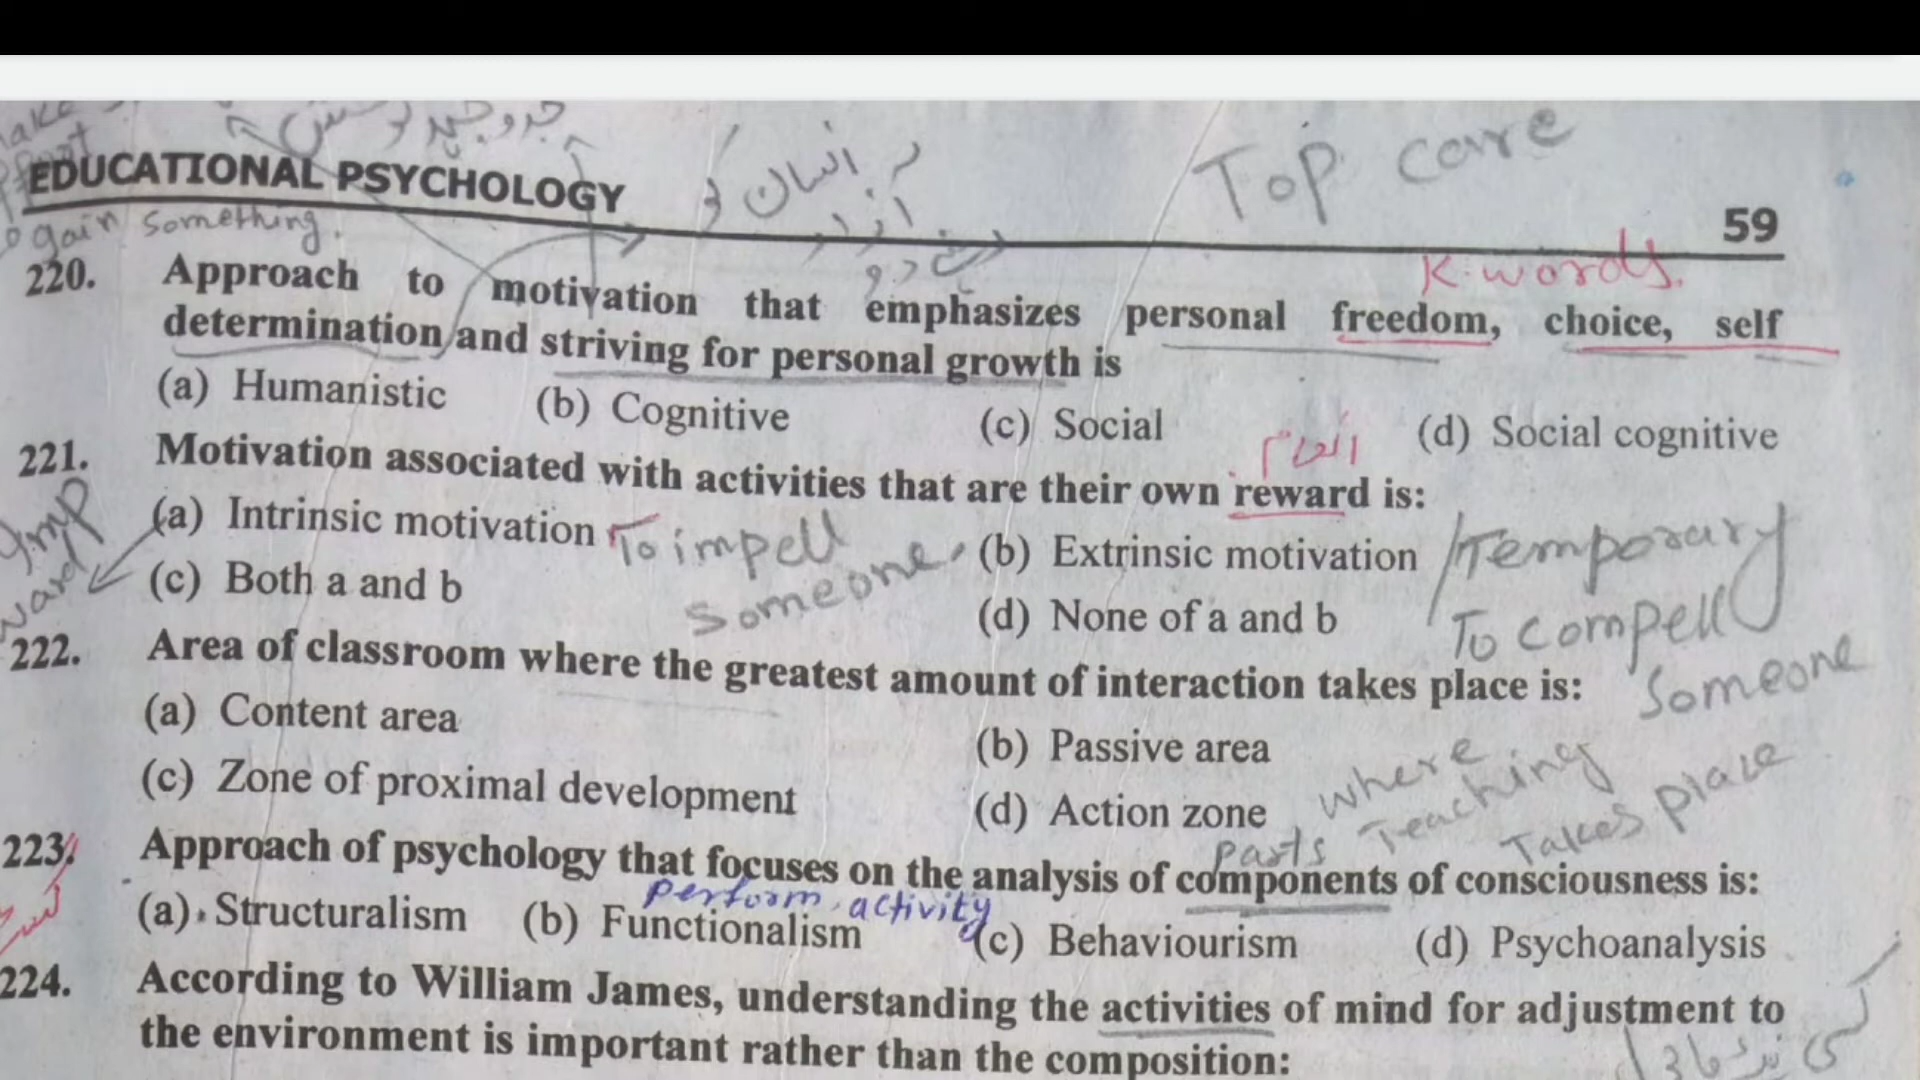 Top care
EDUCATIONAL PSYCHOLOGY
59
gain something.
K.words.
220. Approach to motivation that emphasizes personal freedom, choice, self
determination and striving for personal growth is
(a) Humanistic (b) Cognitive (c) Social (d) Social cognitive
221. Motivation associated with activities that are their own reward is:
(a) Intrinsic motivation To impell someone (b) Extrinsic motivation Temporary
(c) Both a and b (d) None of a and b To Compell someone
222. Area of classroom where the greatest amount of interaction takes place is:
(a) Content area (b) Passive area
(c) Zone of proximal development (d) Action zone where Teaching Takes place
parts
223. Approach of psychology that focuses on the analysis of components of consciousness is:
perform activity
(a) Structuralism (b) Functionalism (c) Behaviourism (d) Psychoanalysis
224. According to William James, understanding the activities of mind for adjustment to
the environment is important rather than the composition: